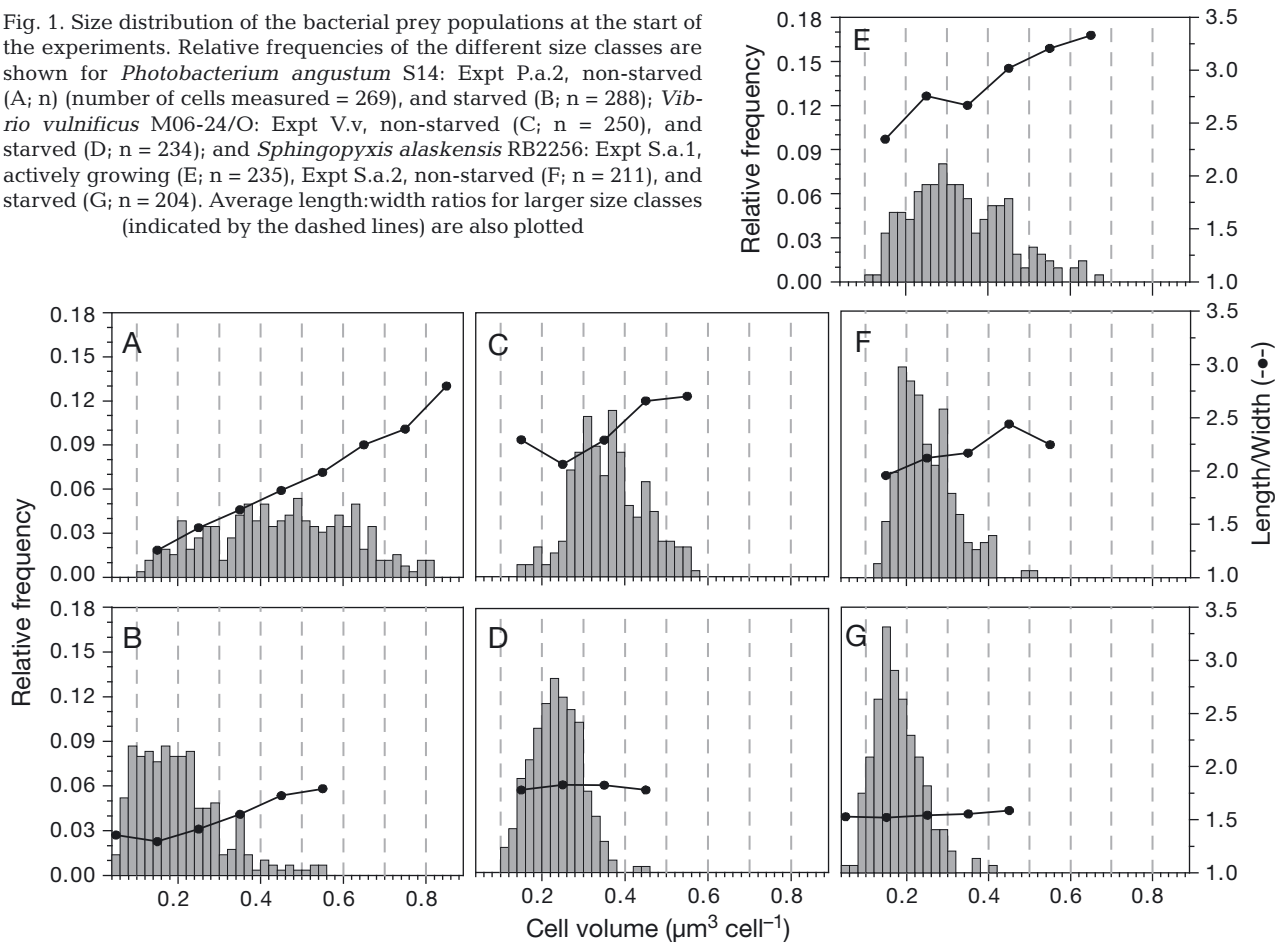 Fig. 1. Size distribution of the bacterial prey populations at the start of
the experiments. Relative frequencies of the different size classes are
shown for Photobacterium angustum S14: Expt P.a.2, non-starved
(A; n) (number of cells measured = 269), and starved (B; n = 288); Vib-
rio vulnificus M06-24/O: Expt V.v, non-starved (C; n = 250), and
starved (D; n = 234); and Sphingopyxis alaskensis RB2256: Expt S.a.1,
actively growing (E; n = 235), Expt S.a.2, non-starved (F; n = 211), and
starved (G; n = 204). Average length:width ratios for larger size classes
(indicated by the dashed lines) are also plotted
E
Relative frequency
0.18
0.15
0.12
0.09
0.06
0.03
0.00
3.5
3.0
2.5
2.0
1.5
1.0
A
0.18
0.15
0.12
0.09
0.06
0.03
0.00
C
F
3.5
3.0
2.5
2.0
1.5
1.0
Length/Width (-●-)
Relative frequency
B
0.18
0.15
0.12
0.09
0.06
0.03
0.00
0.2 0.4 0.6 0.8
D
0.2 0.4 0.6 0.8
G
3.5
3.0
2.5
2.0
1.5
1.0
0.2 0.4 0.6 0.8
Cell volume (µm³ cell⁻¹)